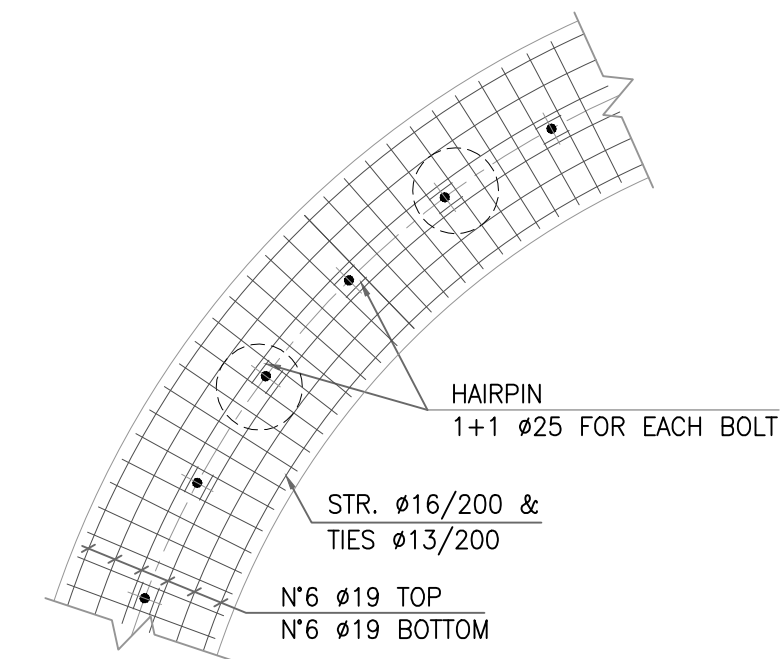 HAIRPIN
1+1 ø25 FOR EACH BOLT
STR. ø16/200 &
TIES ø13/200
N°6 ø19 TOP
N°6 ø19 BOTTOM